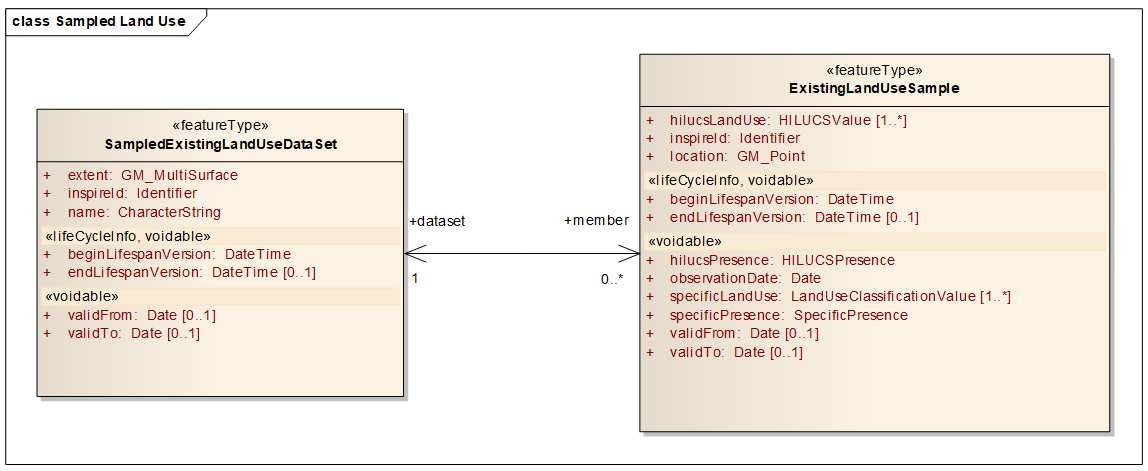 class Sampled Land Use
«featureType»
SampledExistingLandUseDataSet
+ extent: GM_MultiSurface
+ inspireId: Identifier
+ name: CharacterString
«lifeCycleInfo, voidable»
+ beginLifespanVersion: DateTime
+ endLifespanVersion: DateTime [0..1]
«voidable»
+ validFrom: Date [0..1]
+ validTo: Date [0..1]
+dataset
1
+member
0..*
«featureType»
ExistingLandUseSample
+ hilucsLandUse: HILUCSValue [1..*]
+ inspireId: Identifier
+ location: GM_Point
«lifeCycleInfo, voidable»
+ beginLifespanVersion: DateTime
+ endLifespanVersion: DateTime [0..1]
«voidable»
+ hilucsPresence: HILUCSPresence
+ observationDate: Date
+ specificLandUse: LandUseClassificationValue [1..*]
+ specificPresence: SpecificPresence
+ validFrom: Date [0..1]
+ validTo: Date [0..1]